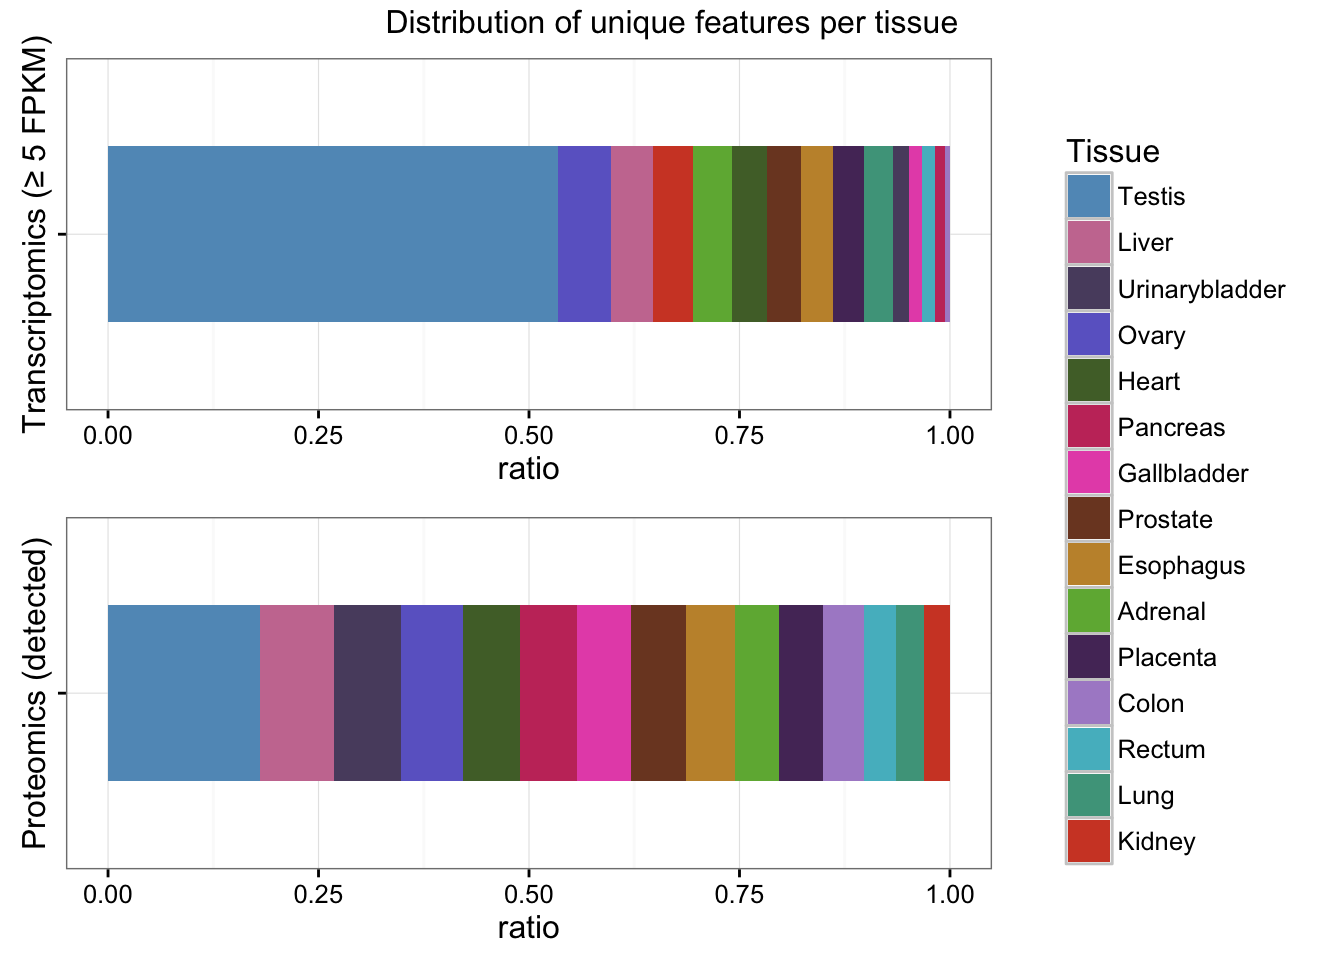 Distribution of unique features per tissue
Transcriptomics (≥ 5 FPKM)
0.00 0.25 0.50 0.75 1.00
ratio
Proteomics (detected)
0.00 0.25 0.50 0.75 1.00
ratio
Tissue
Testis
Liver
Urinarybladder
Ovary
Heart
Pancreas
Gallbladder
Prostate
Esophagus
Adrenal
Placenta
Colon
Rectum
Lung
Kidney